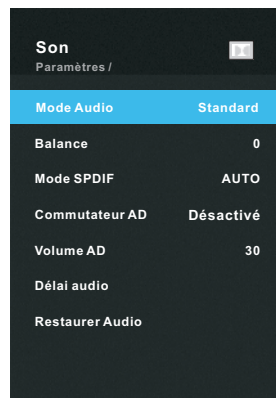 Son
Paramètres /
Mode Audio Standard
Balance 0
Mode SPDIF AUTO
Commutateur AD Désactivé
Volume AD 30
Délai audio
Restaurer Audio